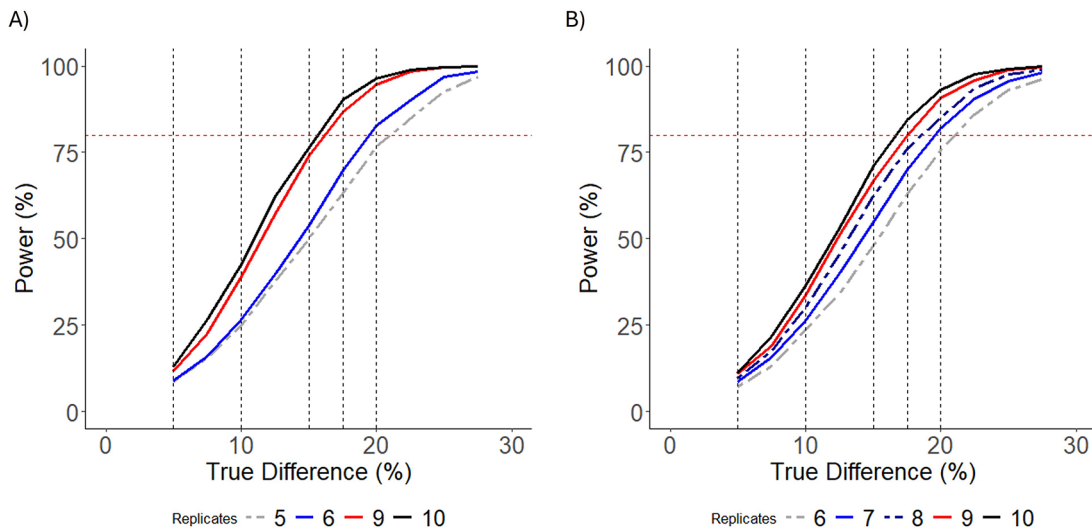 A)
Power (%)
100
75
50
25
0
0 10 20 30
True Difference (%)
Replicates 5 6 9 10
B)
Power (%)
100
75
50
25
0
0 10 20 30
True Difference (%)
Replicates 6 7 8 9 10